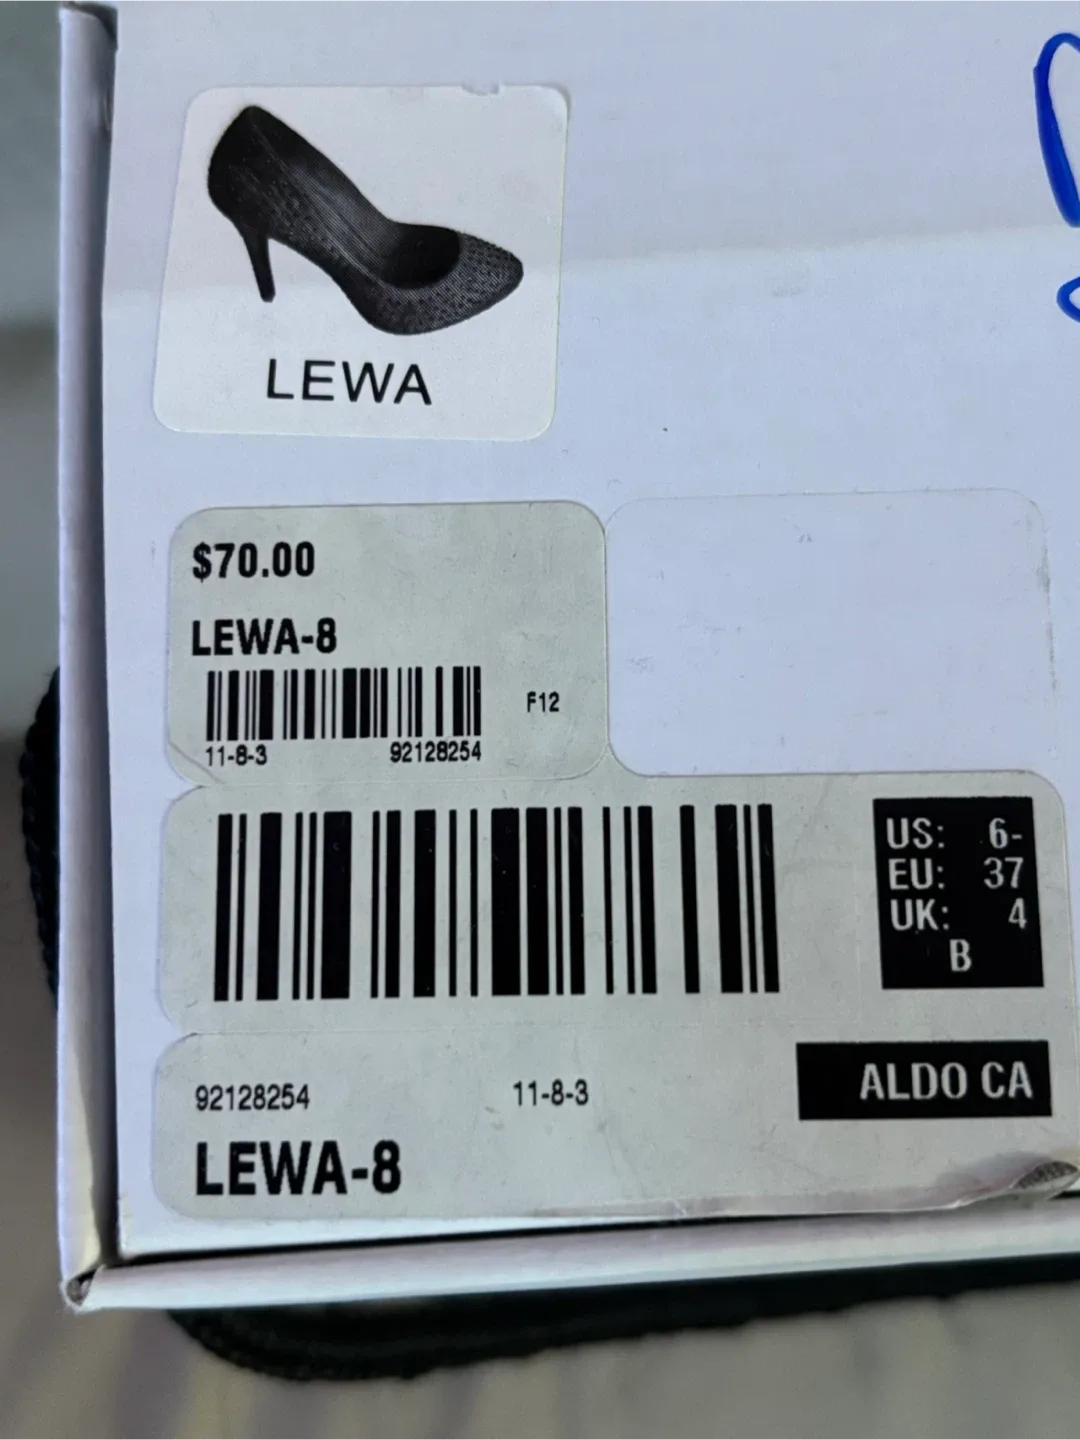 LEWA
$70.00
LEWA-8
F12
11-8-3 92128254
US: 6-
EU: 37
UK: 4
B
92128254 11-8-3 ALDO CA
LEWA-8